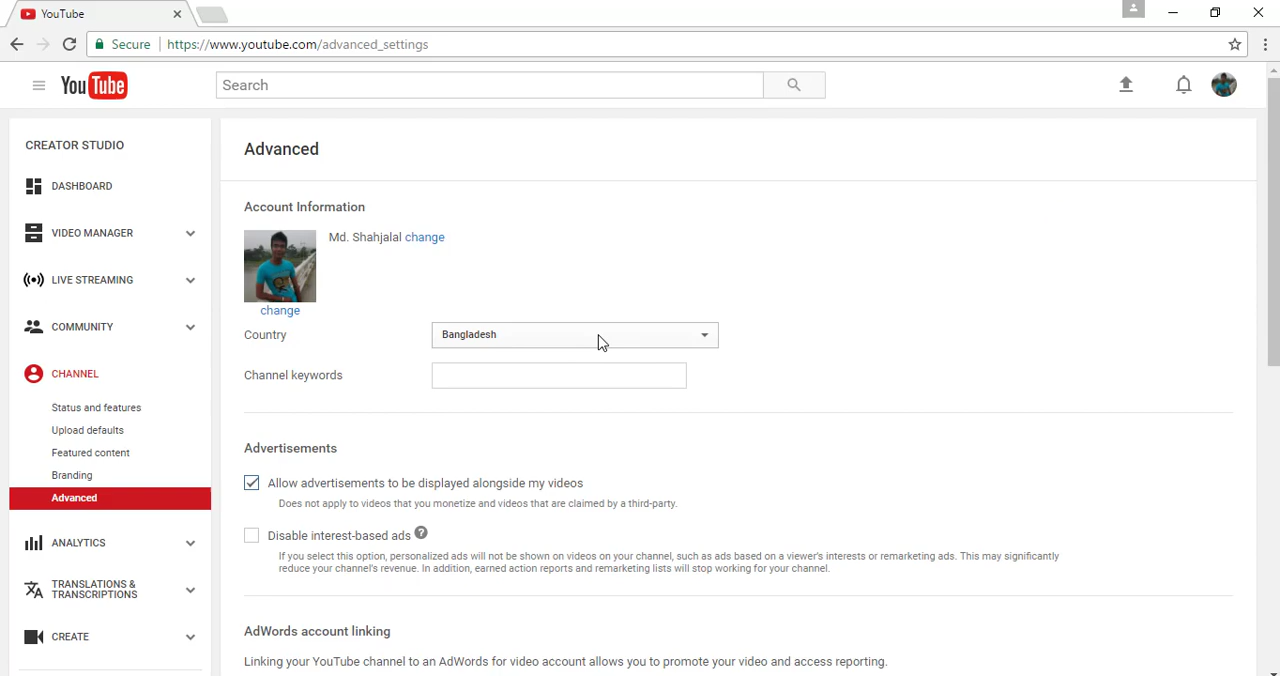 YouTube
Secure https://www.youtube.com/advanced_settings
YouTube
Search
CREATOR STUDIO
DASHBOARD
VIDEO MANAGER
LIVE STREAMING
COMMUNITY
CHANNEL
Status and features
Upload defaults
Featured content
Branding
Advanced
ANALYTICS
TRANSLATIONS &
TRANSCRIPTIONS
CREATE
Advanced
Account Information
Md. Shahjalal change
change
Country Bangladesh
Channel keywords
Advertisements
Allow advertisements to be displayed alongside my videos
Does not apply to videos that you monetize and videos that are claimed by a third-party.
Disable interest-based ads ?
If you select this option, personalized ads will not be shown on videos on your channel, such as ads based on a viewer's interests or remarketing ads. This may significantly
reduce your channel's revenue. In addition, earned action reports and remarketing lists will stop working for your channel.
AdWords account linking
Linking your YouTube channel to an AdWords for video account allows you to promote your video and access reporting.